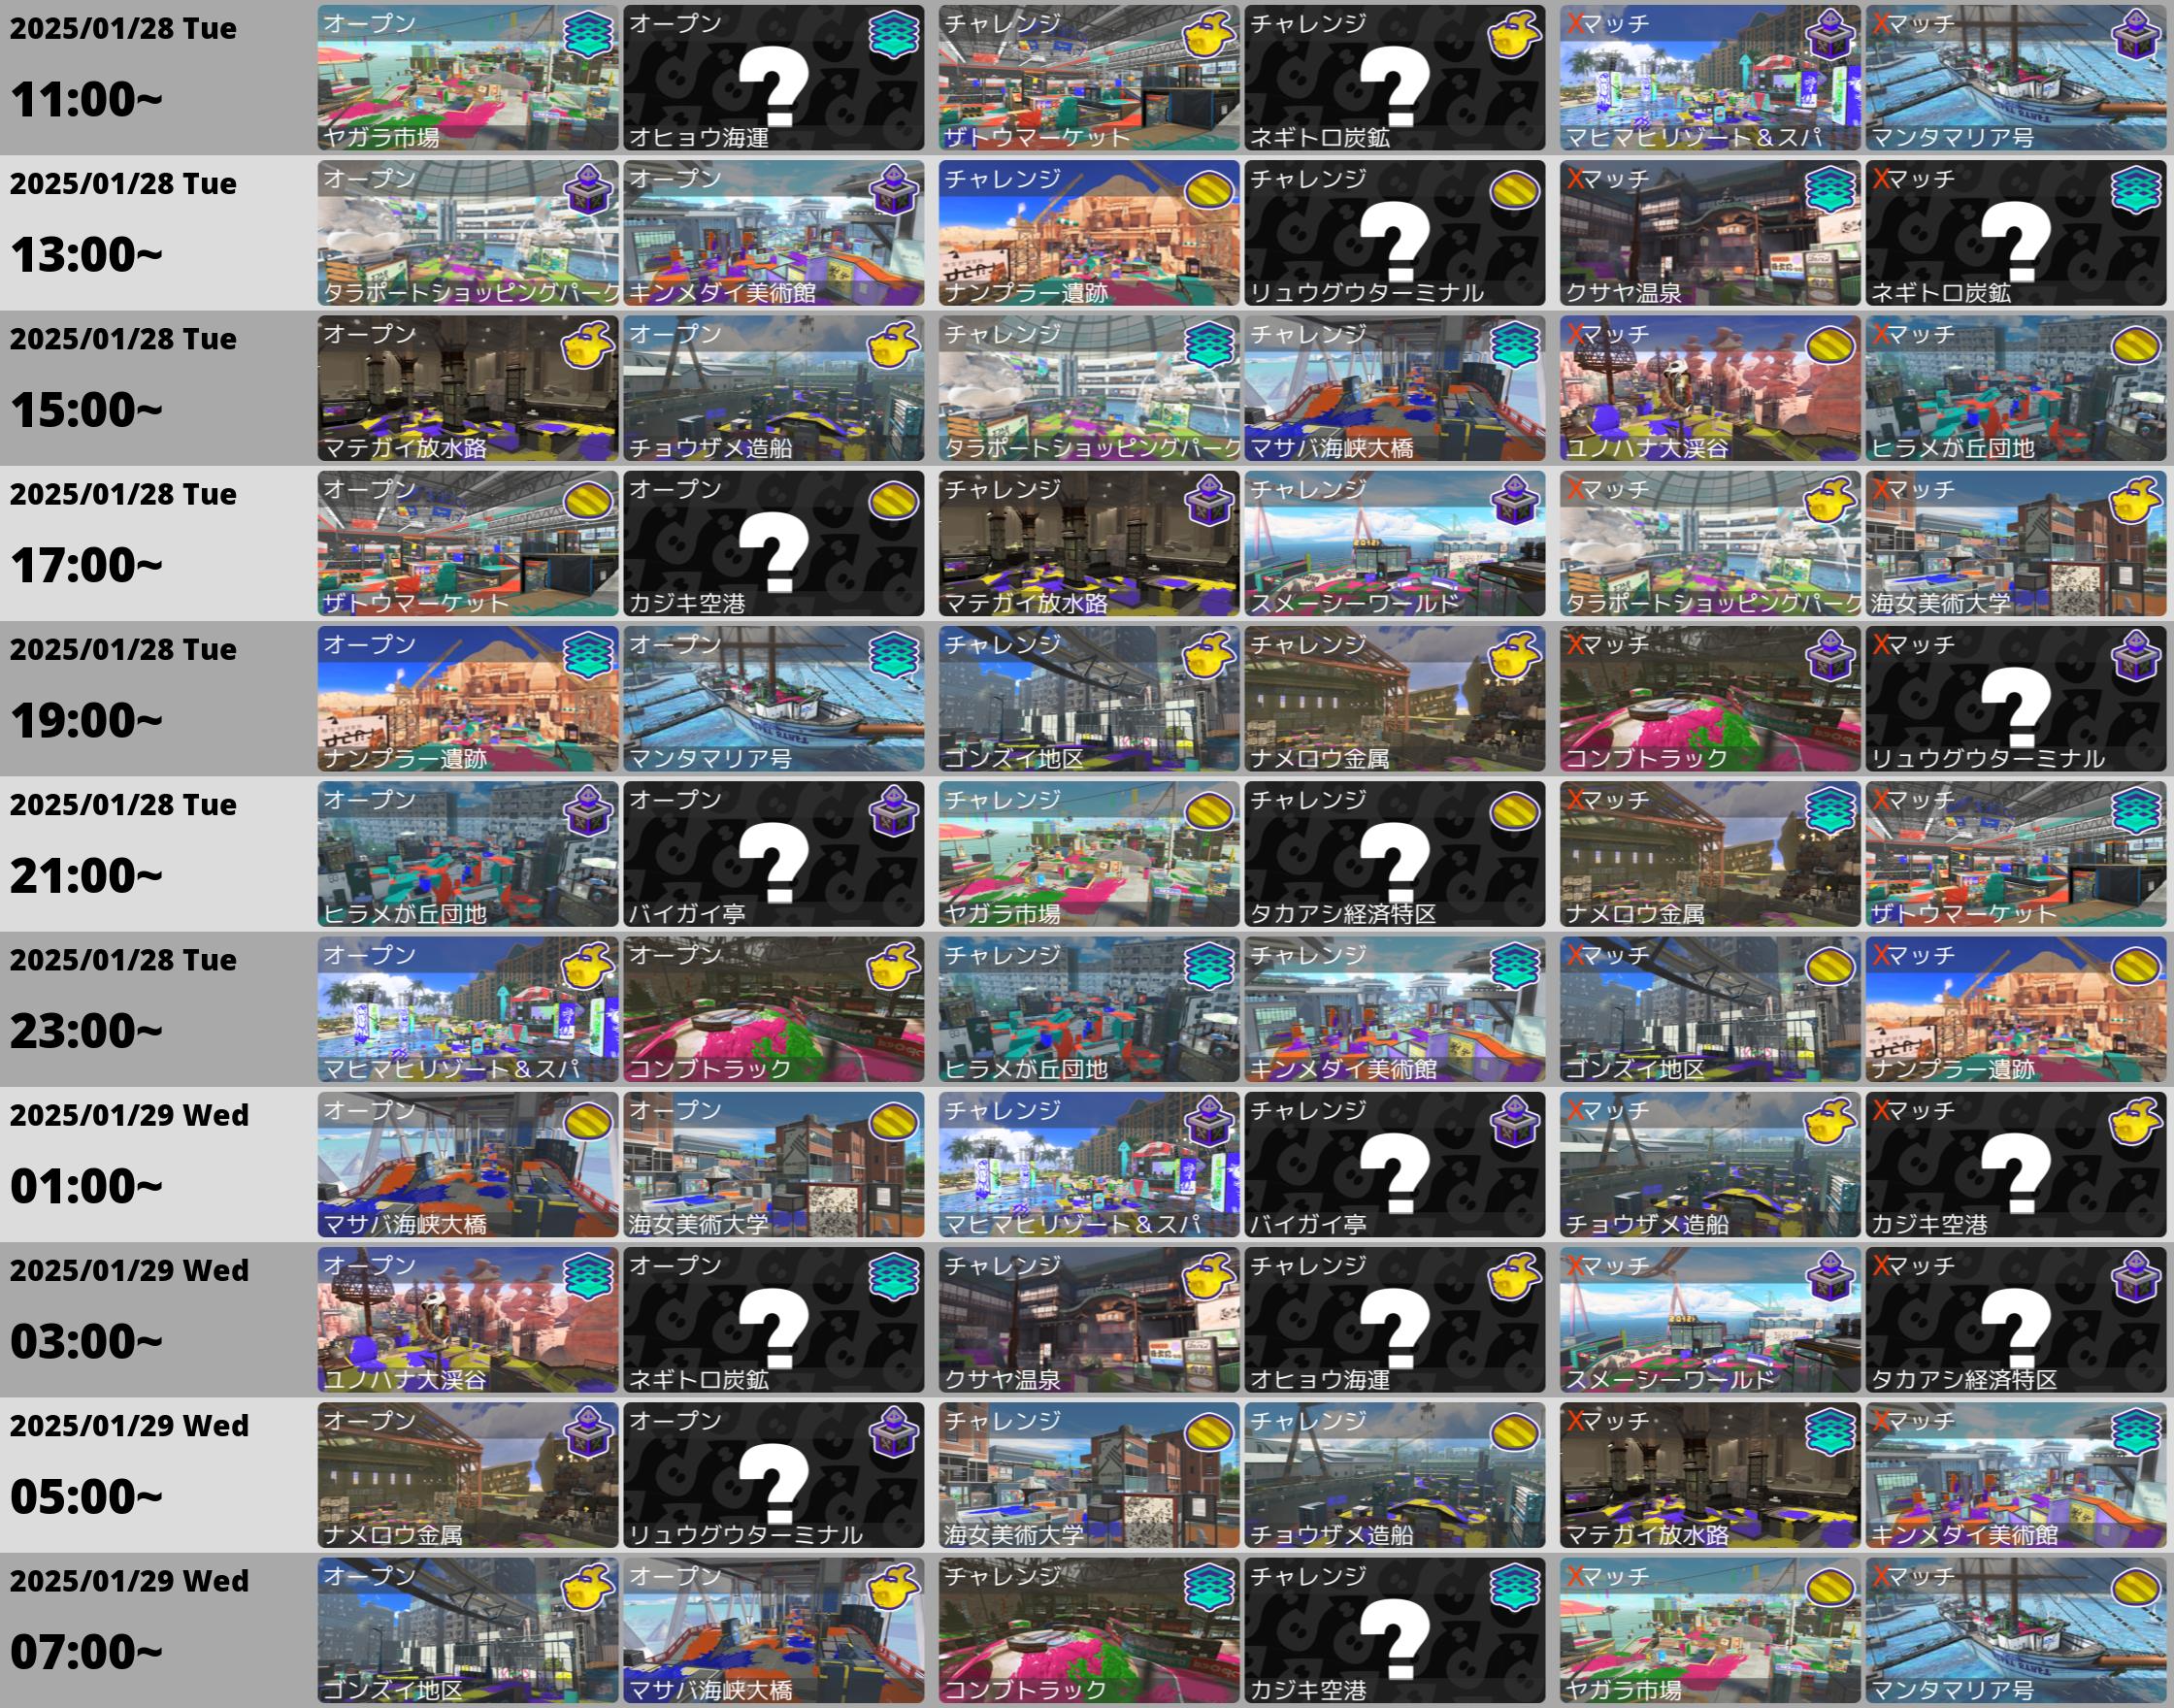 2025/01/28 Tue
11:00~
オープン
ヤガラ市場
オープン
オヒョウ海運
チャレンジ
ザトウマーケット
チャレンジ
ネギトロ炭鉱
Xマッチ
マヒマヒリゾート＆スパ
Xマッチ
マンタマリア号
2025/01/28 Tue
13:00~
オープン
タラポートショッピングパーク
オープン
キンメダイ美術館
チャレンジ
ナンプラー遺跡
チャレンジ
リュウグウターミナル
Xマッチ
クサヤ温泉
Xマッチ
ネギトロ炭鉱
2025/01/28 Tue
15:00~
オープン
マテガイ放水路
オープン
チョウザメ造船
チャレンジ
タラポートショッピングパーク
チャレンジ
マサバ海峡大橋
Xマッチ
ユノハナ大渓谷
Xマッチ
ヒラメが丘団地
2025/01/28 Tue
17:00~
オープン
ザトウマーケット
オープン
カジキ空港
チャレンジ
マテガイ放水路
チャレンジ
スメーシーワールド
Xマッチ
タラポートショッピングパーク
Xマッチ
海女美術大学
2025/01/28 Tue
19:00~
オープン
ナンプラー遺跡
オープン
マンタマリア号
チャレンジ
ゴンズイ地区
チャレンジ
ナメロウ金属
Xマッチ
コンブトラック
Xマッチ
リュウグウターミナル
2025/01/28 Tue
21:00~
オープン
ヒラメが丘団地
オープン
バイガイ亭
チャレンジ
ヤガラ市場
チャレンジ
タカアシ経済特区
Xマッチ
ナメロウ金属
Xマッチ
ザトウマーケット
2025/01/28 Tue
23:00~
オープン
マヒマヒリゾート＆スパ
オープン
コンブトラック
チャレンジ
ヒラメが丘団地
チャレンジ
キンメダイ美術館
Xマッチ
ゴンズイ地区
Xマッチ
ナンプラー遺跡
2025/01/29 Wed
01:00~
オープン
マサバ海峡大橋
オープン
海女美術大学
チャレンジ
マヒマヒリゾート＆スパ
チャレンジ
バイガイ亭
Xマッチ
チョウザメ造船
Xマッチ
カジキ空港
2025/01/29 Wed
03:00~
オープン
ユノハナ大渓谷
オープン
ネギトロ炭鉱
チャレンジ
クサヤ温泉
チャレンジ
オヒョウ海運
Xマッチ
スメーシーワールド
Xマッチ
タカアシ経済特区
2025/01/29 Wed
05:00~
オープン
ナメロウ金属
オープン
リュウグウターミナル
チャレンジ
海女美術大学
チャレンジ
チョウザメ造船
Xマッチ
マテガイ放水路
Xマッチ
キンメダイ美術館
2025/01/29 Wed
07:00~
オープン
ゴンズイ地区
オープン
マサバ海峡大橋
チャレンジ
コンブトラック
チャレンジ
カジキ空港
Xマッチ
ヤガラ市場
Xマッチ
マンタマリア号